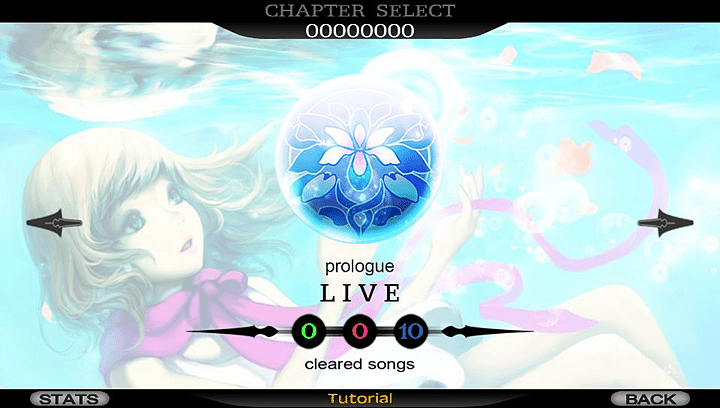 CHAPTER SELECT
00000000
prologue
LIVE
0 0 10
cleared songs
STATS Tutorial BACK